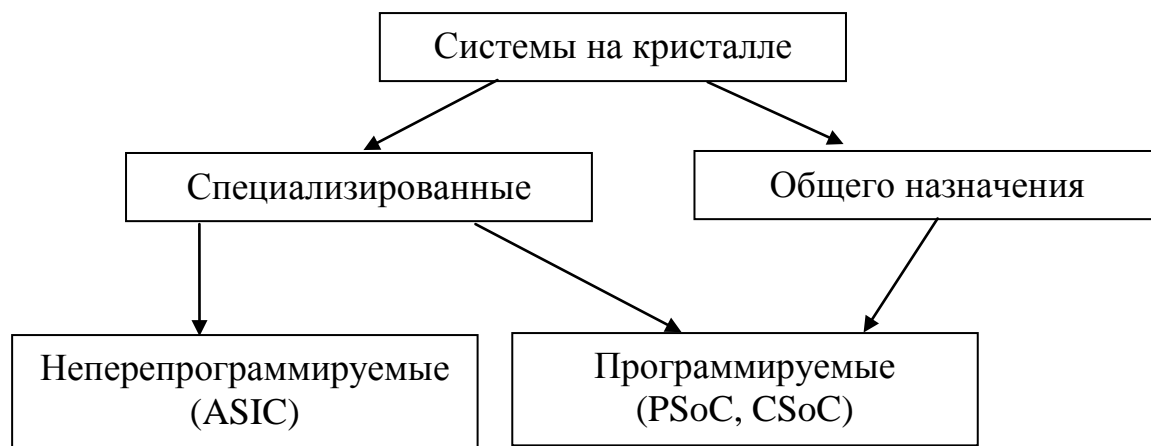 Системы на кристалле
Специализированные
Общего назначения
Неперепрограммируемые
(ASIC)
Программируемые
(PSoC, CSoC)